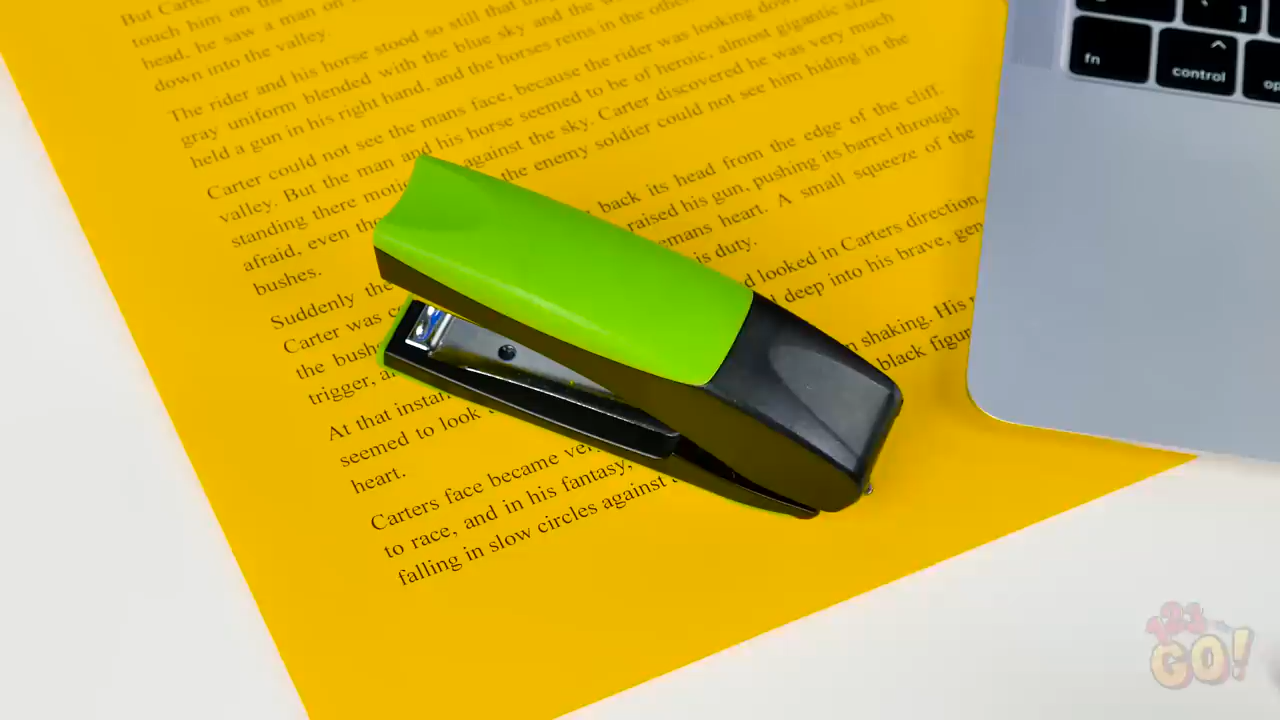 But Carter
touch him on the
head, he saw a man on
down into the valley.
The rider and his horse stood so still that
gray uniform blended with the blue sky and the
held a gun in his right hand, and the horses reins in the other.
Carter could not see the mans face, because the rider was looking down
valley. But the man and his horse seemed to be of heroic, almost gigantic size
standing there against the sky. Carter discovered he was very much
afraid, even the enemy soldier could not see him hiding in the
bushes.
Suddenly the back its head from the edge of the cliff.
Carter was raised his gun, pushing its barrel through
the bushes heart. A small squeeze of the
trigger, is duty.
At that instant looked in Carters direction.
seemed to look deep into his brave,
heart.
Carters face became shaking. His
to race, and in his fantasy, black
falling in slow circles against
fn
control
]
^
123
GO!